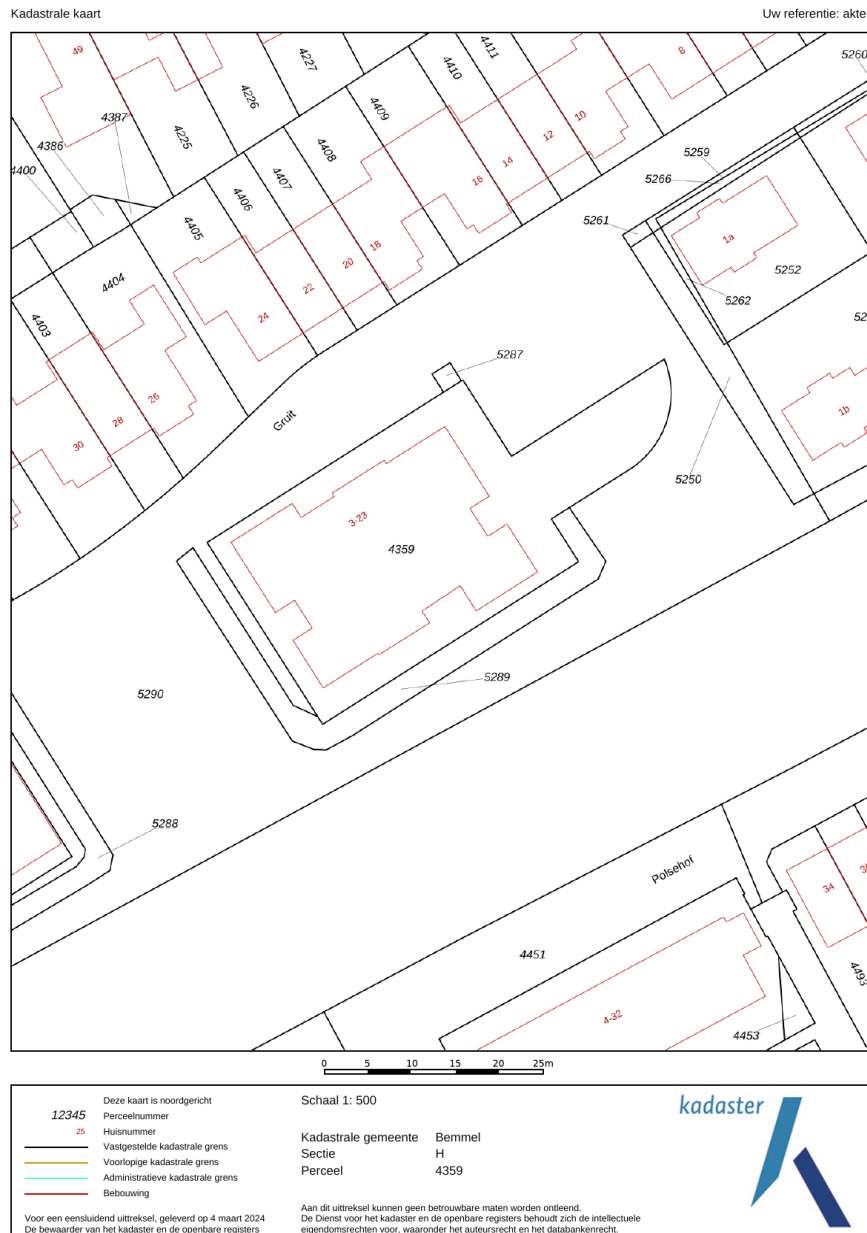 Kadastrale kaart
Uw referentie: akte
49
4227
4411
8
5260
4226
4410
4387
4409
10
4225
4386
4408
12
5259
4400
14
4407
5266
16
4406
4405
5261
1a
18
20
5252
4404
22
5262
24
4403
52
5287
26
28
Gruit
1b
30
5250
3-23
4359
5289
5290
5288
Polsehof
34
36
4451
4493
4-32
4453
0 5 10 15 20 25m
Deze kaart is noordgericht
12345 Perceelnummer
25 Huisnummer
Vastgestelde kadastrale grens
Voorlopige kadastrale grens
Administratieve kadastrale grens
Bebouwing
Voor een eensluidend uittreksel, geleverd op 4 maart 2024
De bewaarder van het kadaster en de openbare registers
Schaal 1: 500
Kadastrale gemeente Bemmel
Sectie H
Perceel 4359
Aan dit uittreksel kunnen geen betrouwbare maten worden ontleend.
De Dienst voor het kadaster en de openbare registers behoudt zich de intellectuele
eigendomsrechten voor, waaronder het auteursrecht en het databankenrecht.
kadaster